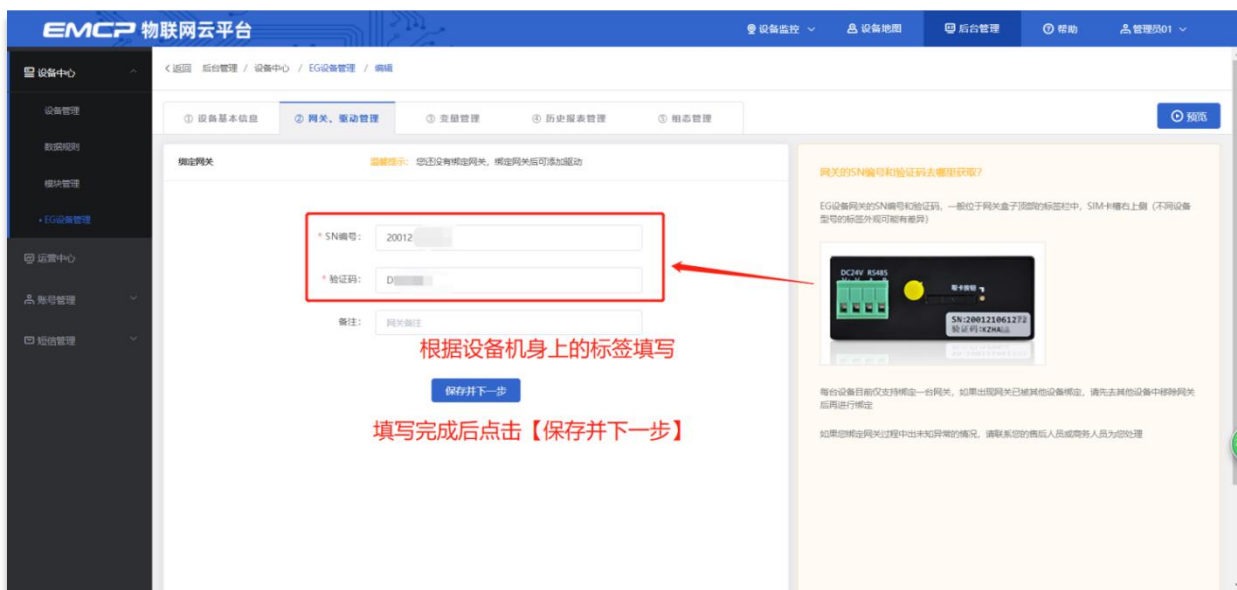 EMCP 物联网云平台
设备监控
设备地图
后台管理
帮助
管理员01
设备中心
设备管理
数据规则
模块管理
• EG设备管理
运营中心
账号管理
短信管理
< 返回 后台管理 / 设备中心 / EG设备管理 / 编辑
① 设备基本信息
② 网关、驱动管理
③ 变量管理
④ 历史报表管理
⑤ 组态管理
预览
绑定网关
温馨提示: 您还没有绑定网关, 绑定网关后可添加驱动
* SN编号: 20012
* 验证码: D
备注: 网关备注
根据设备机身上的标签填写
保存并下一步
填写完成后点击【保存并下一步】
网关的SN编号和验证码去哪里获取?
EG设备网关的SN编号和验证码, 一般位于网关盒子顶部的标签栏中, SIM卡槽右上侧 (不同设备
型号的标签外观可能有差异)
DC24V RS485
V- V+ A B
取卡按钮
SN:200121061272
验证码:KZMA
每台设备目前仅支持绑定一台网关, 如果出现网关已被其他设备绑定, 请先去其他设备中移除网关
后再进行绑定
如果您绑定网关过程中出未知异常的情况, 请联系您的售后人员或商务人员为您处理